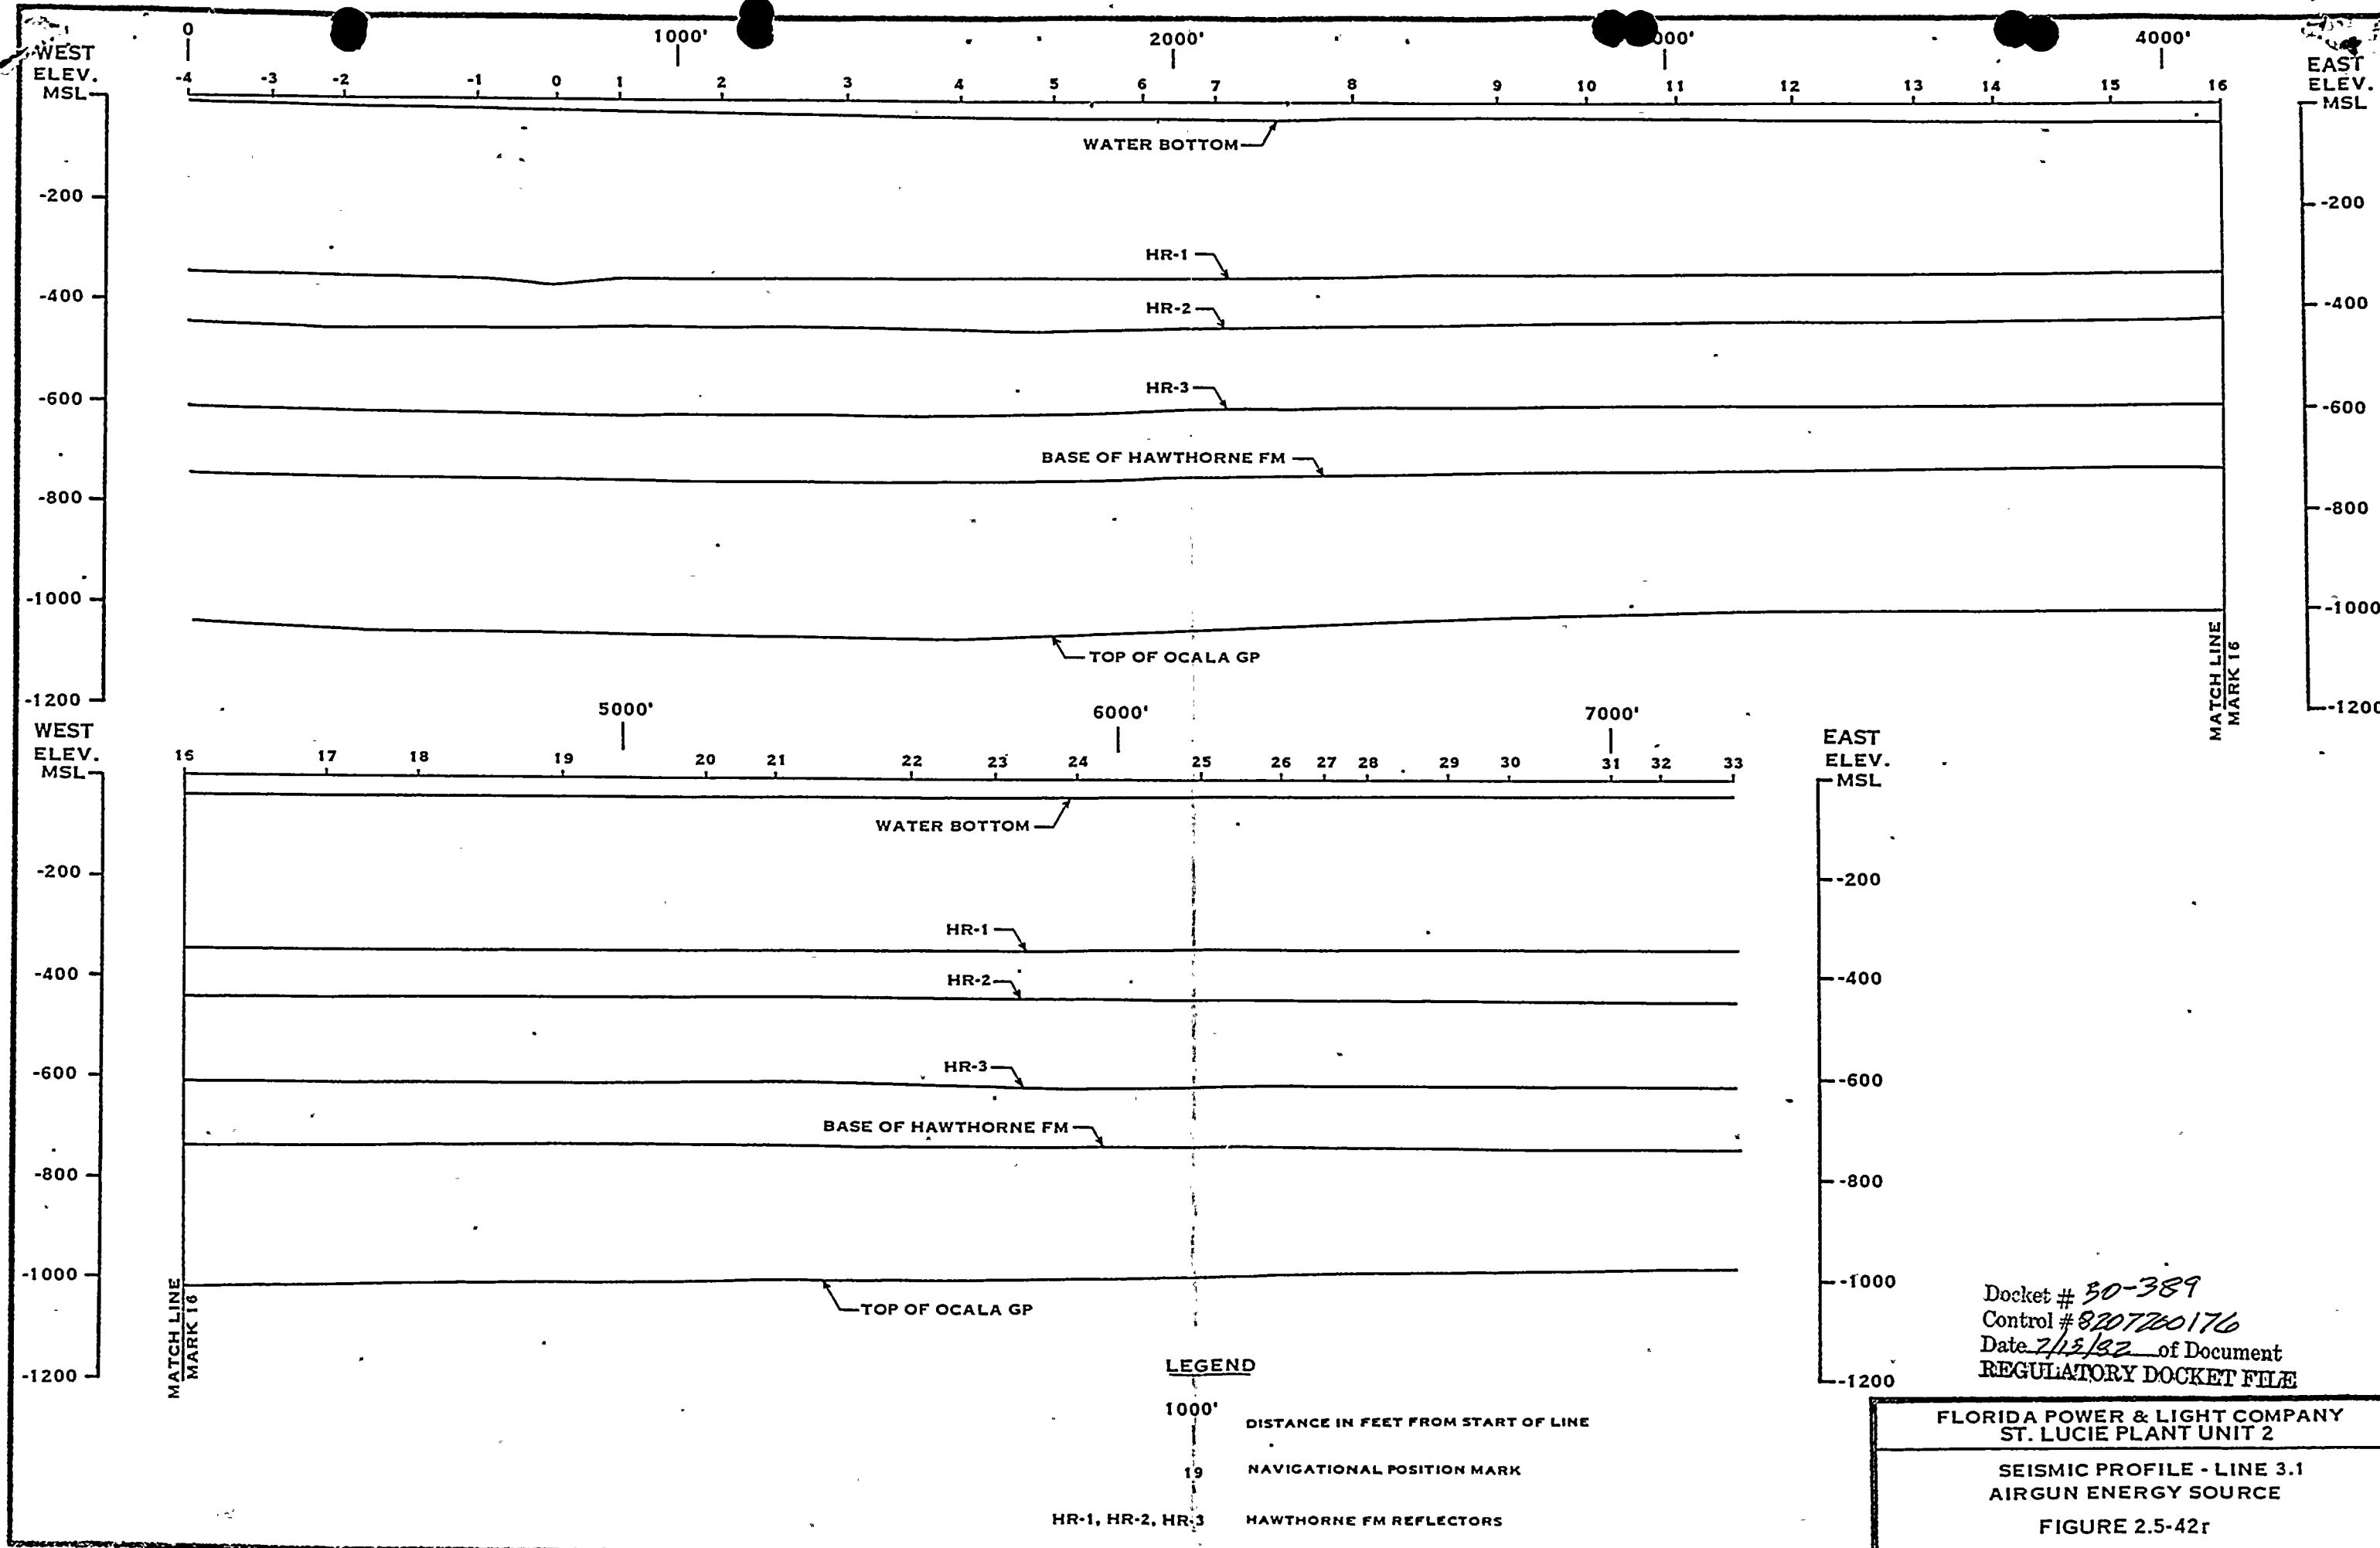 0 1000' 2000' 000' 4000'
WEST
ELEV.
MSL
EAST
ELEV.
MSL
-4 -3 -2 -1 0 1 2 3 4 5 6 7 8 9 10 11 12 13 14 15 16
WATER BOTTOM
-200 -200
HR-1
-400 -400
HR-2
HR-3
-600 -600
BASE OF HAWTHORNE FM
-800 -800
-1000 -1000
TOP OF OCALA GP
MATCH LINE
MARK 16
-1200 -1200
5000' 6000' 7000'
WEST
ELEV.
MSL
EAST
ELEV.
MSL
17 18 19 20 21 22 23 24 25 26 27 28 29 30 31 32 33
WATER BOTTOM
-200 -200
HR-1
-400 -400
HR-2
HR-3
-600 -600
BASE OF HAWTHORNE FM
-800 -800
-1000 -1000
TOP OF OCALA GP
MATCH LINE
MARK 16
-1200 -1200
Docket # 50-389
Control # 8207260176
Date 7/15/82 of Document
REGULATORY DOCKET FILE
LEGEND
1000' DISTANCE IN FEET FROM START OF LINE
19 NAVIGATIONAL POSITION MARK
HR-1, HR-2, HR-3 HAWTHORNE FM REFLECTORS
FLORIDA POWER & LIGHT COMPANY
ST. LUCIE PLANT UNIT 2
SEISMIC PROFILE - LINE 3.1
AIRGUN ENERGY SOURCE
FIGURE 2.5-42r